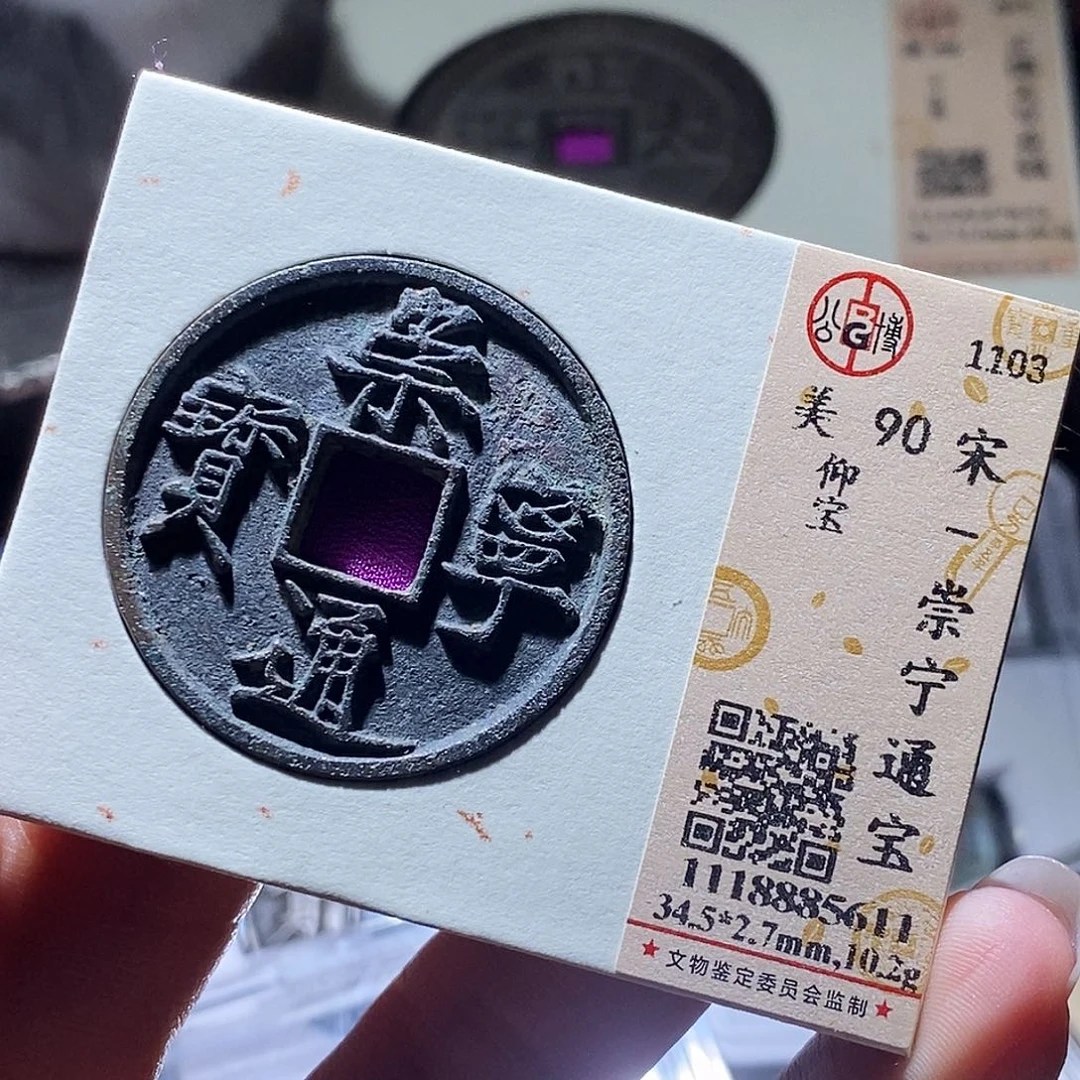 崇
寧
通
寶
公 BG 博
1103
美 90
仰宝
宋一崇宁通宝
1118885611
34.5*2.7mm,10.2g
★文物鉴定委员会监制★